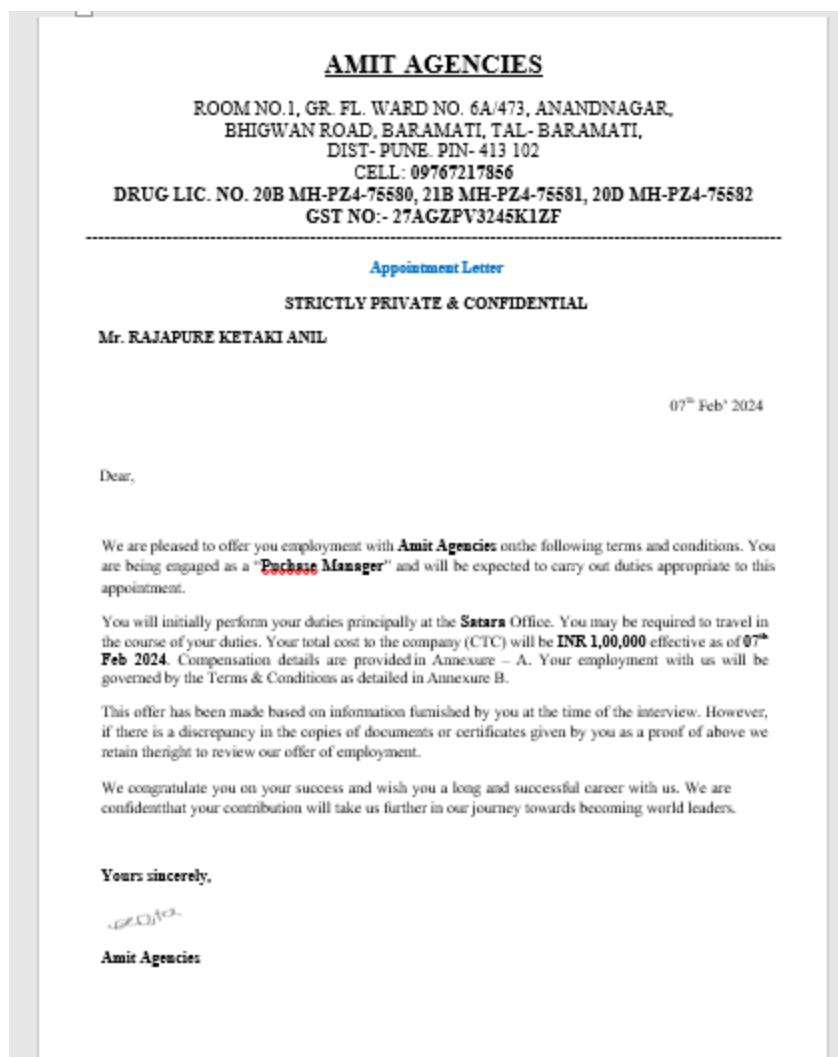 AMIT AGENCIES
ROOM NO.1, GR. FL. WARD NO. 6A/473, ANANDNAGAR,
BHIGWAN ROAD, BARAMATI, TAL- BARAMATI,
DIST- PUNE. PIN- 413 102
CELL: 09767217856
DRUG LIC. NO. 20B MH-PZ4-75580, 21B MH-PZ4-75581, 20D MH-PZ4-75582
GST NO:- 27AGZPV3245K1ZF
Appointment Letter
STRICTLY PRIVATE & CONFIDENTIAL
Mr. RAJAPURE KETAKI ANIL
07th Feb' 2024
Dear,
We are pleased to offer you employment with Amit Agencies onthe following terms and conditions. You
are being engaged as a "Puchase Manager" and will be expected to carry out duties appropriate to this
appointment.
You will initially perform your duties principally at the Satara Office. You may be required to travel in
the course of your duties. Your total cost to the company (CTC) will be INR 1,00,000 effective as of 07th
Feb 2024. Compensation details are provided in Annexure – A. Your employment with us will be
governed by the Terms & Conditions as detailed in Annexure B.
This offer has been made based on information furnished by you at the time of the interview. However,
if there is a discrepancy in the copies of documents or certificates given by you as a proof of above we
retain theright to review our offer of employment.
We congratulate you on your success and wish you a long and successful career with us. We are
confidentthat your contribution will take us further in our journey towards becoming world leaders.
Yours sincerely,
Amit Agencies